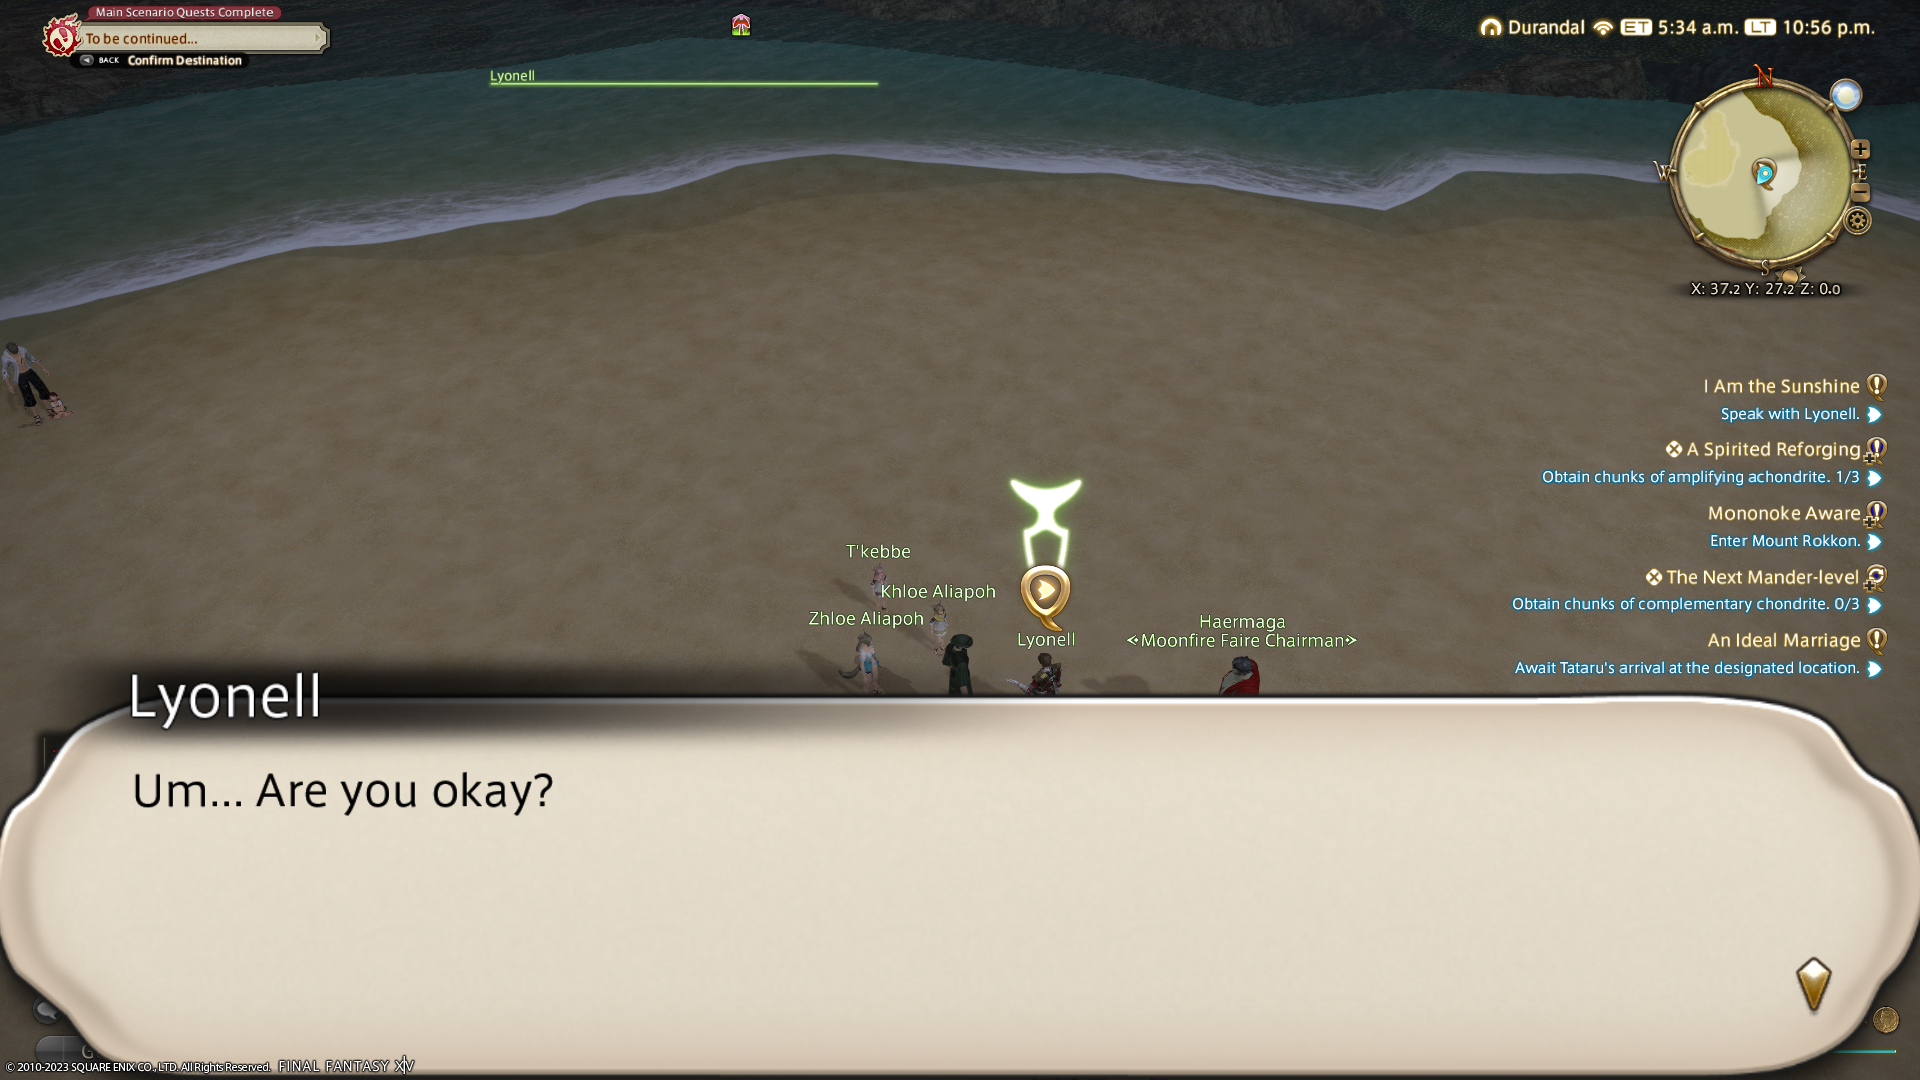 Main Scenario Quests Complete
To be continued...
BACK Confirm Destination
Durandal ET 5:34 a.m. LT 10:56 p.m.
Lyonell
N
W
E
S
X: 37.2 Y: 27.2 Z: 0.0
I Am the Sunshine
Speak with Lyonell.
A Spirited Reforging
Obtain chunks of amplifying achondrite. 1/3
Mononoke Aware
Enter Mount Rokkon.
The Next Mander-level
Obtain chunks of complementary chondrite. 0/3
An Ideal Marriage
Await Tataru's arrival at the designated location.
T'kebbe
Khloe Aliapoh
Zhloe Aliapoh
Lyonell
Haermaga
«Moonfire Faire Chairman»
Lyonell
Um... Are you okay?
G
© 2010-2023 SQUARE ENIX CO., LTD. All Rights Reserved. FINAL FANTASY XIV